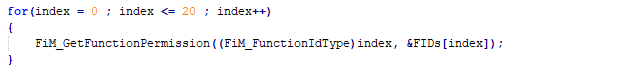 for(index = 0 ; index <= 20 ; index++)
{
    FiM_GetFunctionPermission((FiM_FunctionIdType)index, &FIDs[index]);
}